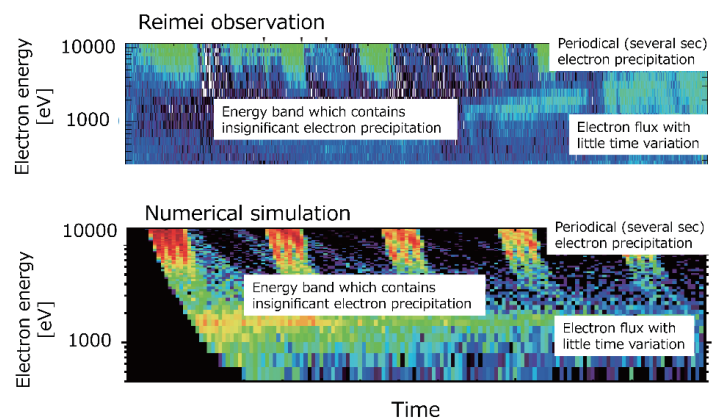 Reimei observation
10000
1000
Electron energy
[eV]
Periodical (several sec)
electron precipitation
Energy band which contains
insignificant electron precipitation
Electron flux with
little time variation
Numerical simulation
10000
1000
Electron energy
[eV]
Periodical (several sec)
electron precipitation
Energy band which contains
insignificant electron precipitation
Electron flux with
little time variation
Time